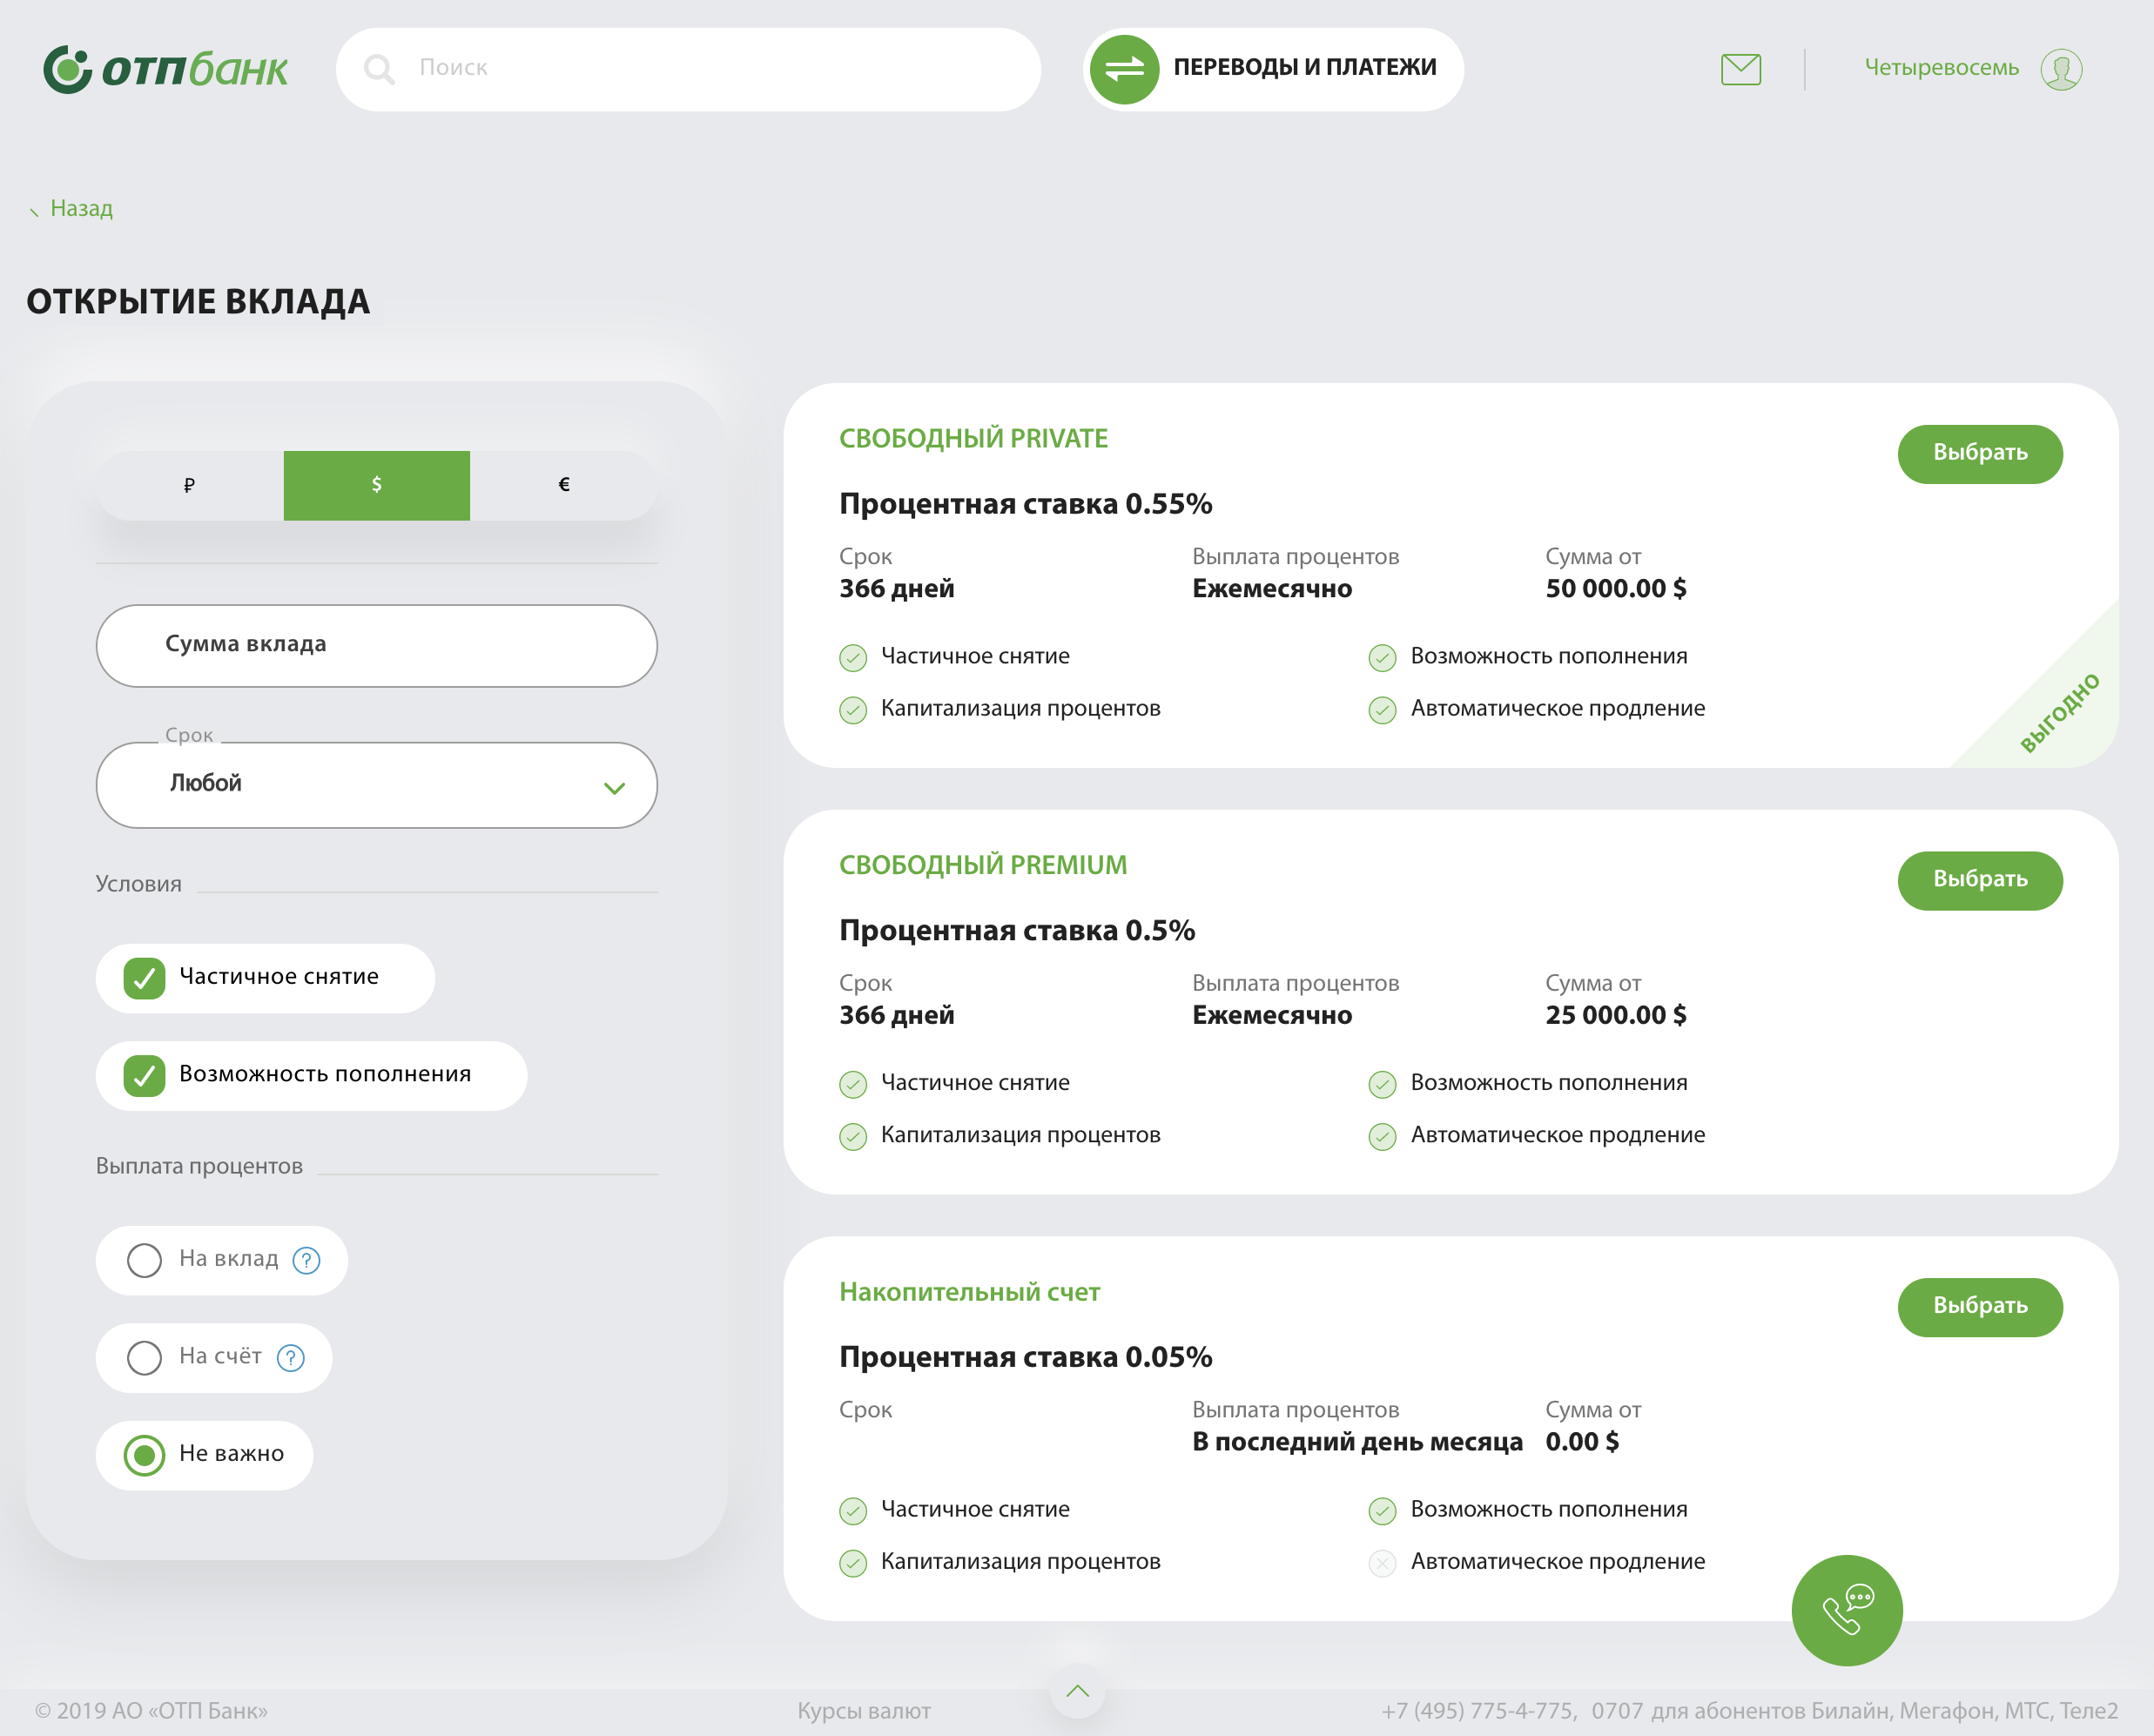 ОТПбанк
Поиск
ПЕРЕВОДЫ И ПЛАТЕЖИ
Четыревосемь
Назад
ОТКРЫТИЕ ВКЛАДА
₽ $ €
Сумма вклада
Срок
Любой
Условия
Частичное снятие
Возможность пополнения
Выплата процентов
На вклад ?
На счёт ?
Не важно
СВОБОДНЫЙ PRIVATE
Выбрать
Процентная ставка 0.55%
Срок Выплата процентов Сумма от
366 дней Ежемесячно 50 000.00 $
Частичное снятие Возможность пополнения
Капитализация процентов Автоматическое продление
ВЫГОДНО
СВОБОДНЫЙ PREMIUM
Выбрать
Процентная ставка 0.5%
Срок Выплата процентов Сумма от
366 дней Ежемесячно 25 000.00 $
Частичное снятие Возможность пополнения
Капитализация процентов Автоматическое продление
Накопительный счет
Выбрать
Процентная ставка 0.05%
Срок Выплата процентов Сумма от
В последний день месяца 0.00 $
Частичное снятие Возможность пополнения
Капитализация процентов Автоматическое продление
© 2019 АО «ОТП Банк» Курсы валют +7 (495) 775-4-775, 0707 для абонентов Билайн, Мегафон, МТС, Теле2